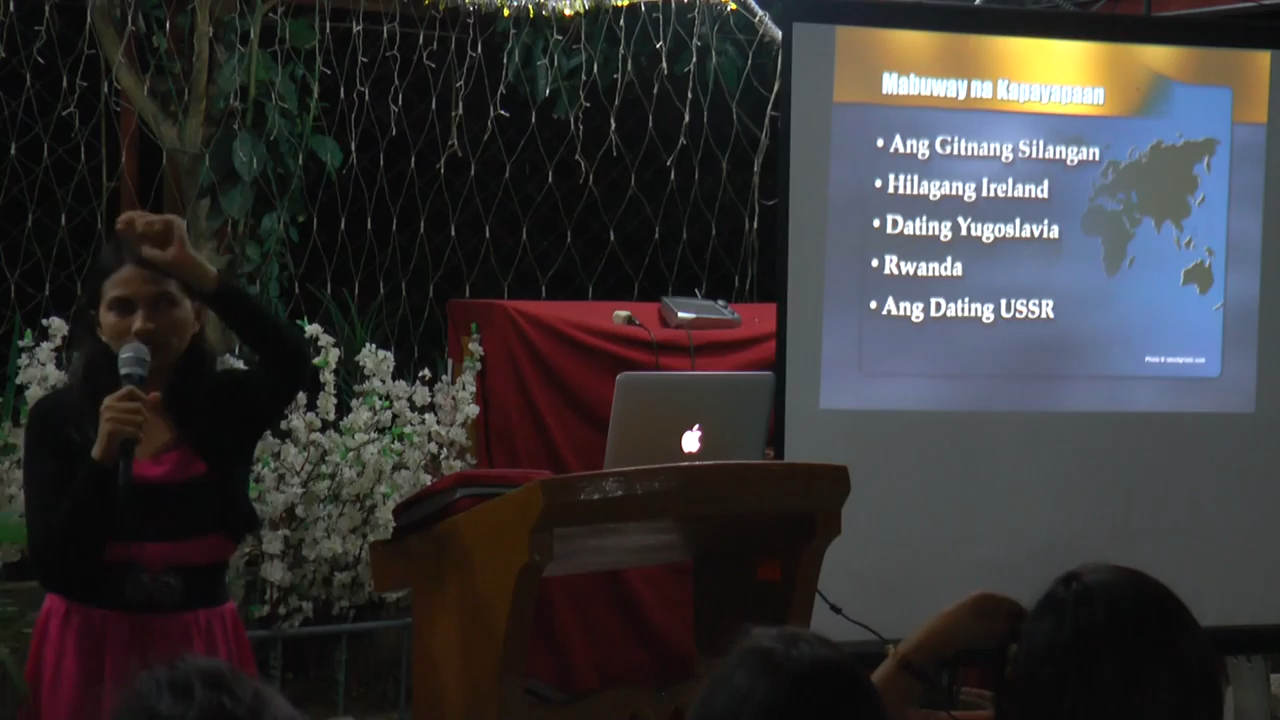 Mabuway na Kapayapaan
• Ang Gitnang Silangan
• Hilagang Ireland
• Dating Yugoslavia
• Rwanda
• Ang Dating USSR